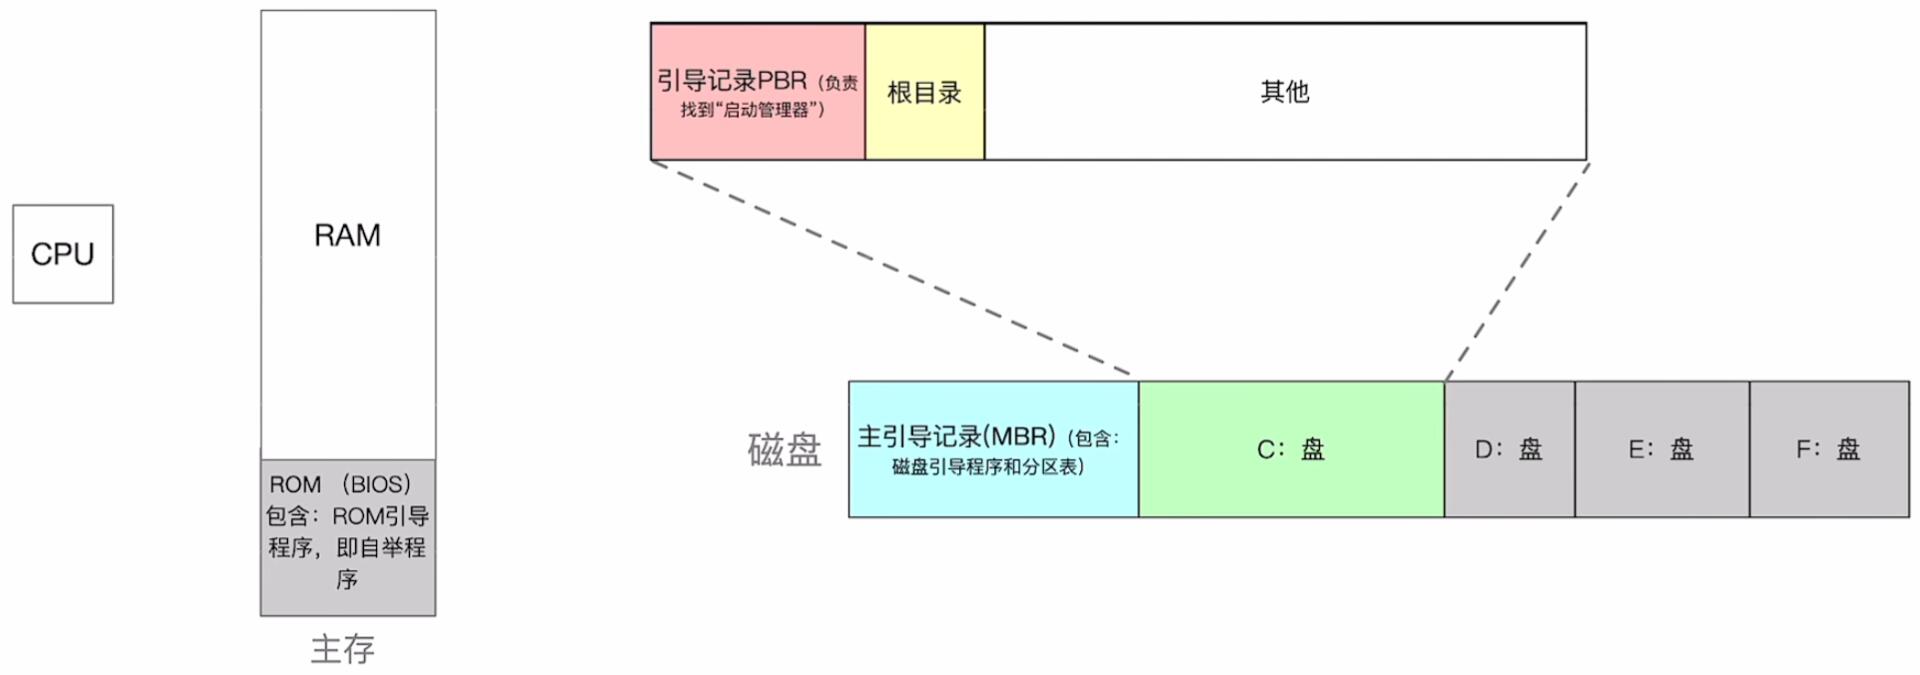 CPU
RAM
ROM （BIOS）
包含：ROM引导
程序，即自举程
序
主存
引导记录PBR（负责
找到“启动管理器”）
根目录
其他
磁盘
主引导记录(MBR)（包含：
磁盘引导程序和分区表）
C：盘
D：盘
E：盘
F：盘